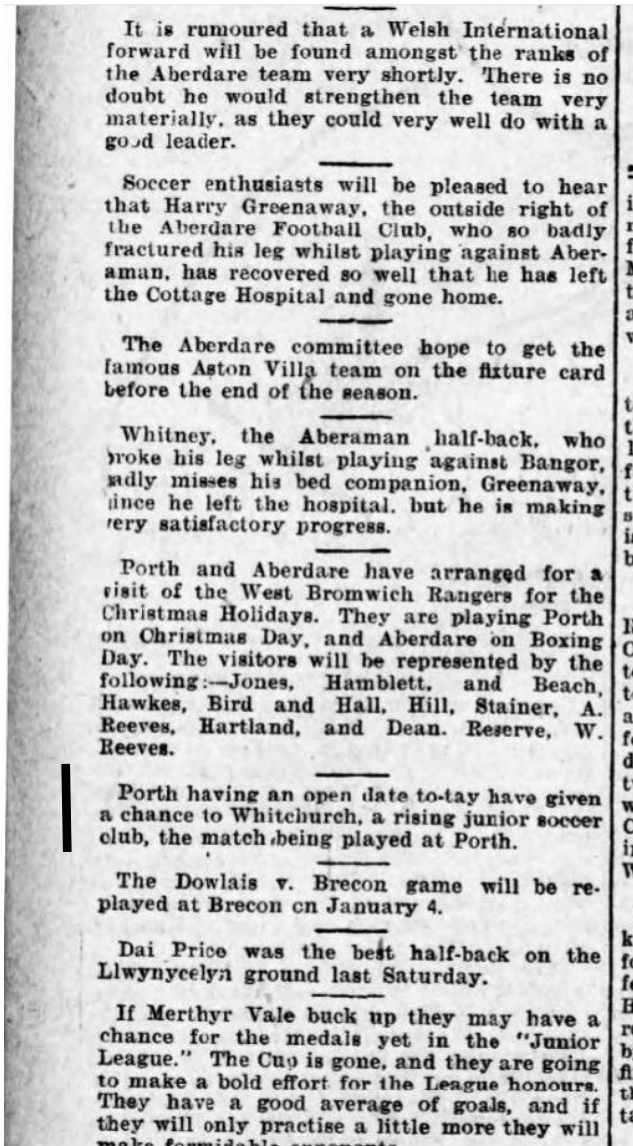 It is rumoured that a Welsh International
forward will be found amongst the ranks of
the Aberdare team very shortly. There is no
doubt he would strengthen the team very
materially, as they could very well do with a
good leader.
Soccer enthusiasts will be pleased to hear
that Harry Greenaway, the outside right of
the Aberdare Football Club, who so badly
fractured his leg whilst playing against Aber-
aman, has recovered so well that he has left
the Cottage Hospital and gone home.
The Aberdare committee hope to get the
famous Aston Villa team on the fixture card
before the end of the season.
Whitney, the Aberaman half-back, who
broke his leg whilst playing against Bangor,
sadly misses his bed companion, Greenaway,
since he left the hospital, but he is making
very satisfactory progress.
Porth and Aberdare have arranged for a
visit of the West Bromwich Rangers for the
Christmas Holidays. They are playing Porth
on Christmas Day, and Aberdare on Boxing
Day. The visitors will be represented by the
following:—Jones, Hamblett, and Beach,
Hawkes, Bird and Hall, Hill, Stainer, A.
Reeves, Hartland, and Dean. Reserve, W.
Reeves.
Porth having an open date to-tay have given
a chance to Whitchurch, a rising junior soccer
club, the match being played at Porth.
The Dowlais v. Brecon game will be re-
played at Brecon cn January 4.
Dai Price was the best half-back on the
Llwynycelyn ground last Saturday.
If Merthyr Vale buck up they may have a
chance for the medals yet in the "Junior
League." The Cup is gone, and they are going
to make a bold effort for the League honours.
They have a good average of goals, and if
they will only practise a little more they will
make formidable opponents.